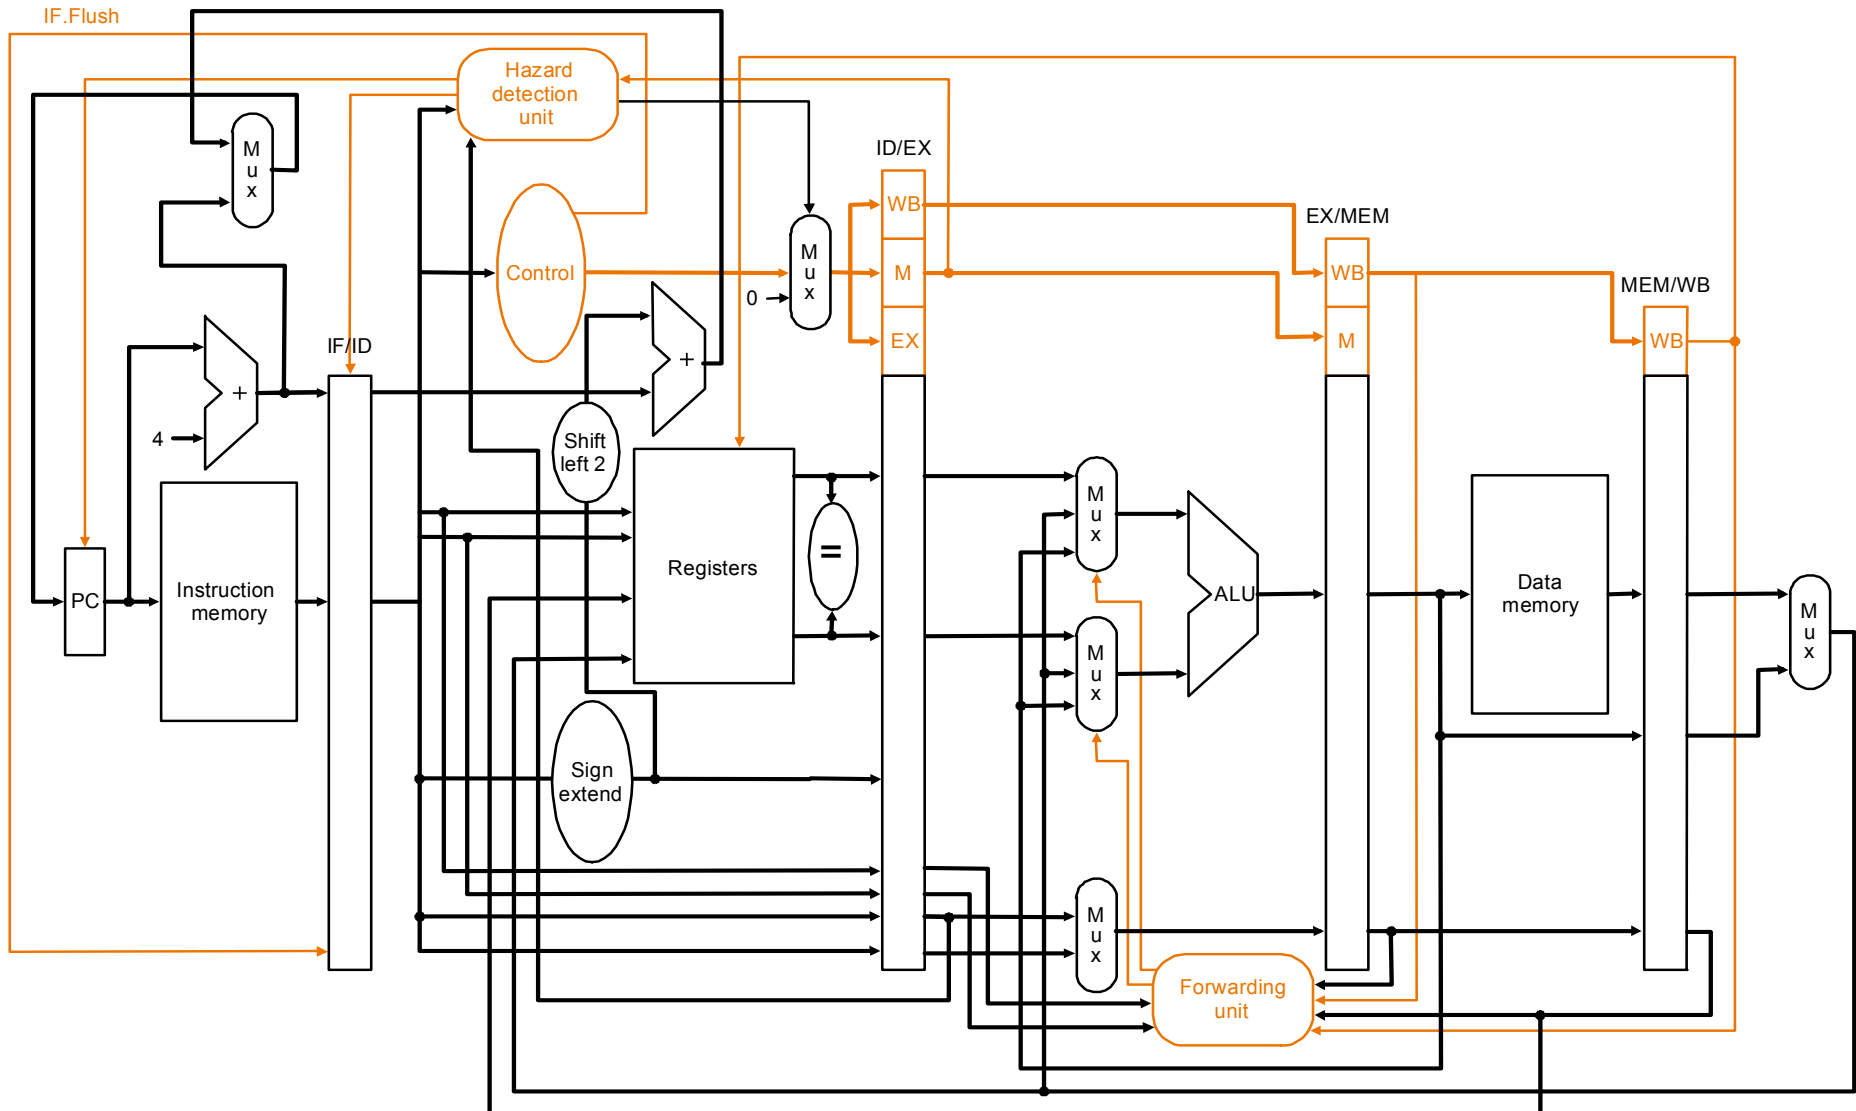 IF.Flush
Hazard
detection
unit
M
u
x
ID/EX
WB
EX/MEM
M
u
x
Control
M
WB
MEM/WB
0
+
EX
M
WB
IF/ID
+
4
Shift
left 2
M
u
x
=
Registers
Instruction
memory
PC
ALU
Data
memory
M
u
x
M
u
x
Sign
extend
M
u
x
Forwarding
unit